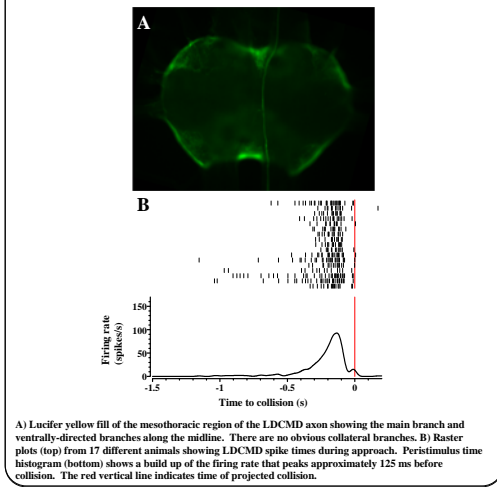 A
B
150
100
50
0
Firing rate
(spikes/s)
-1.5
-1
-0.5
0
Time to collision (s)
A) Lucifer yellow fill of the mesothoracic region of the LDCMD axon showing the main branch and
ventrally-directed branches along the midline. There are no obvious collateral branches. B) Raster
plots (top) from 17 different animals showing LDCMD spike times during approach. Peristimulus time
histogram (bottom) shows a build up of the firing rate that peaks approximately 125 ms before
collision. The red vertical line indicates time of projected collision.